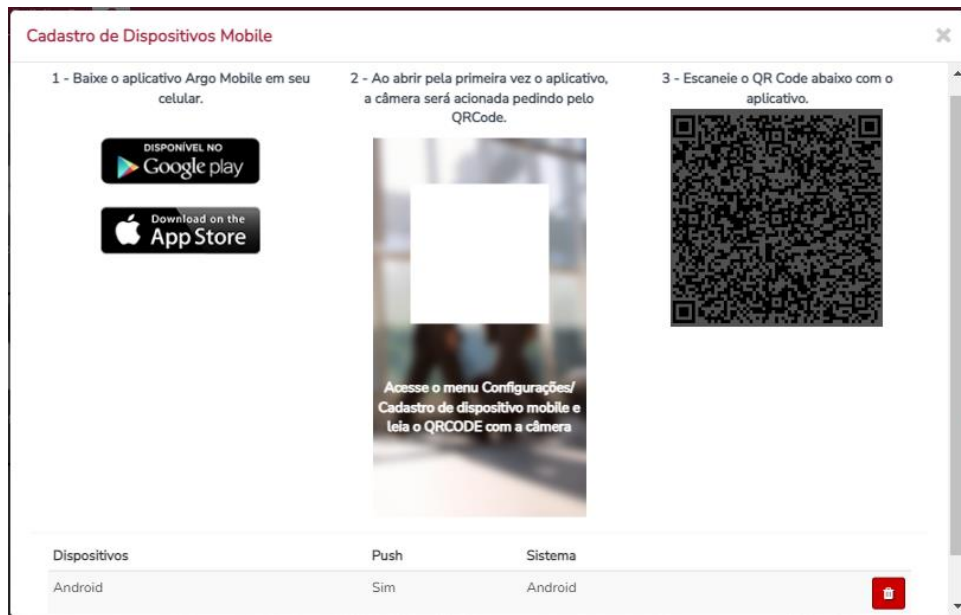 Cadastro de Dispositivos Mobile
1 - Baixe o aplicativo Argo Mobile em seu
celular.
DISPONÍVEL NO
Google play
Download on the
App Store
2 - Ao abrir pela primeira vez o aplicativo,
a câmera será acionada pedindo pelo
QRCode.
Acesse o menu Configurações/
Cadastro de dispositivo mobile e
leia o QRCODE com a câmera
3 - Escaneie o QR Code abaixo com o
aplicativo.
Dispositivos Push Sistema
Android Sim Android